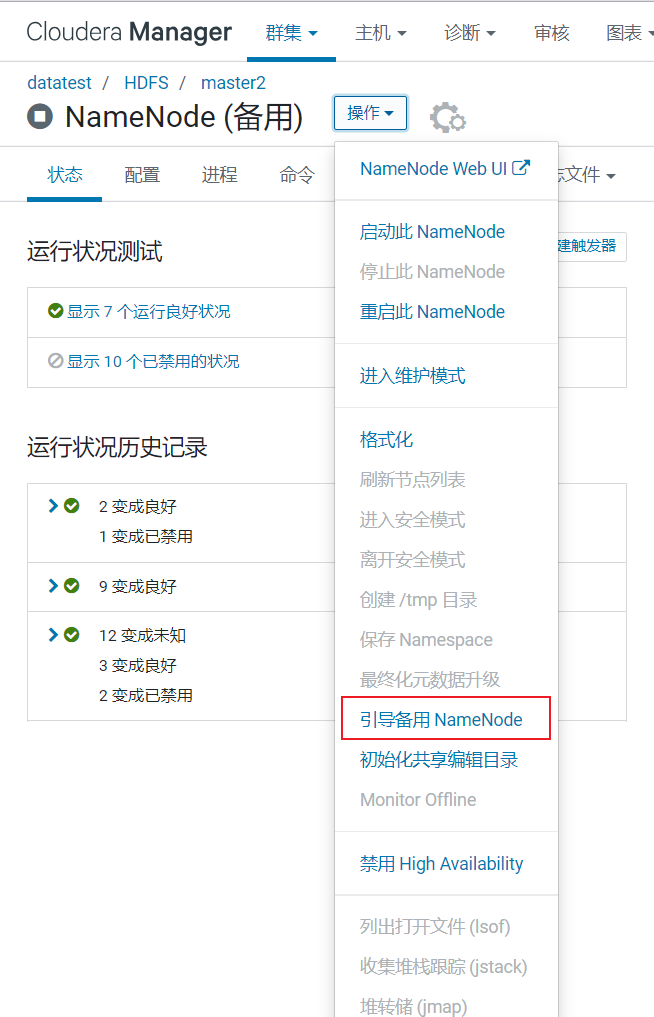 Cloudera Manager 群集 主机 诊断 审核 图表
datatest / HDFS / master2
NameNode (备用) 操作
状态 配置 进程 命令 志文件
NameNode Web UI
启动此 NameNode
停止此 NameNode
重启此 NameNode
进入维护模式
格式化
刷新节点列表
进入安全模式
离开安全模式
创建 /tmp 目录
保存 Namespace
最终化元数据升级
引导备用 NameNode
初始化共享编辑目录
Monitor Offline
禁用 High Availability
列出打开文件 (lsof)
收集堆栈跟踪 (jstack)
堆转储 (jmap)
运行状况测试
建触发器
显示 7 个运行良好状况
显示 10 个已禁用的状况
运行状况历史记录
2 变成良好
1 变成已禁用
9 变成良好
12 变成未知
3 变成良好
2 变成已禁用